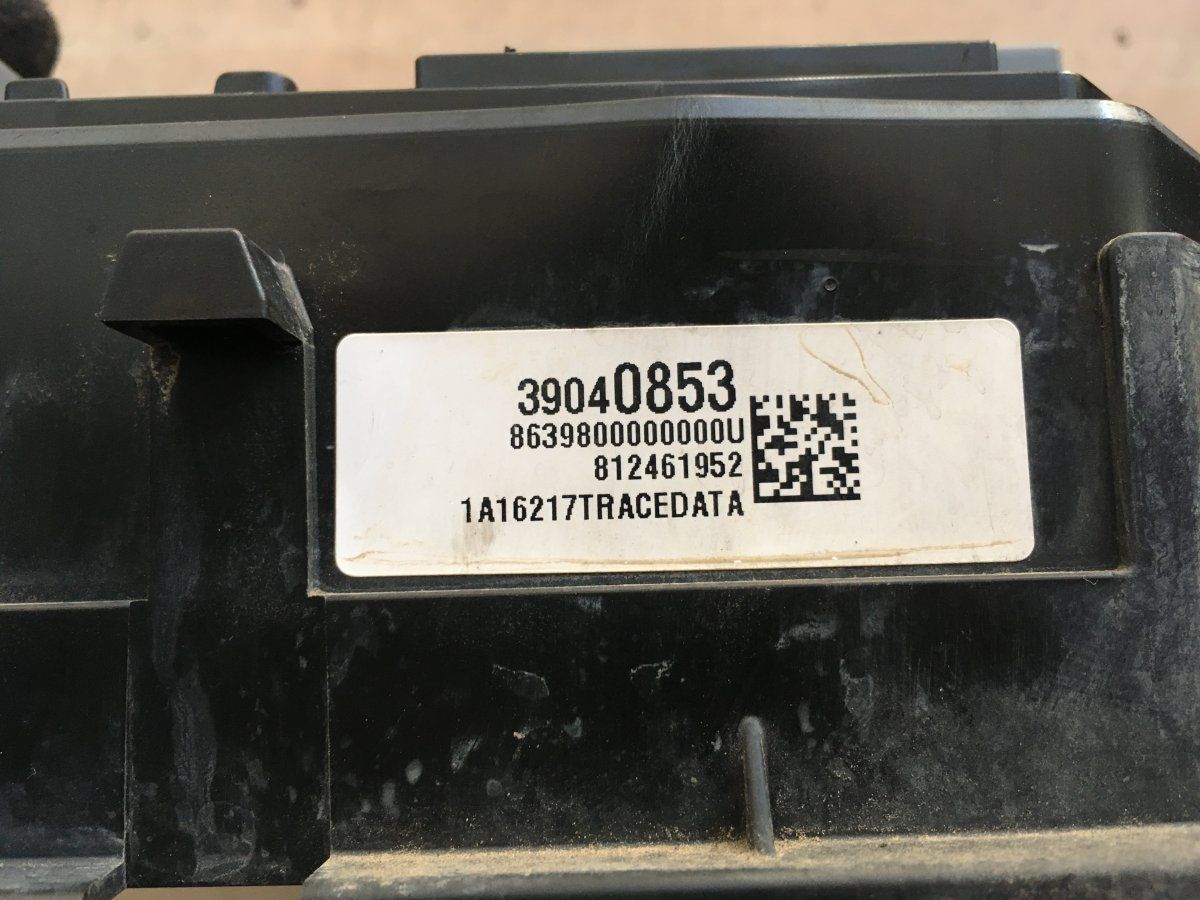 39040853
8639800000000U
812461952
1A16217TRACEDATA